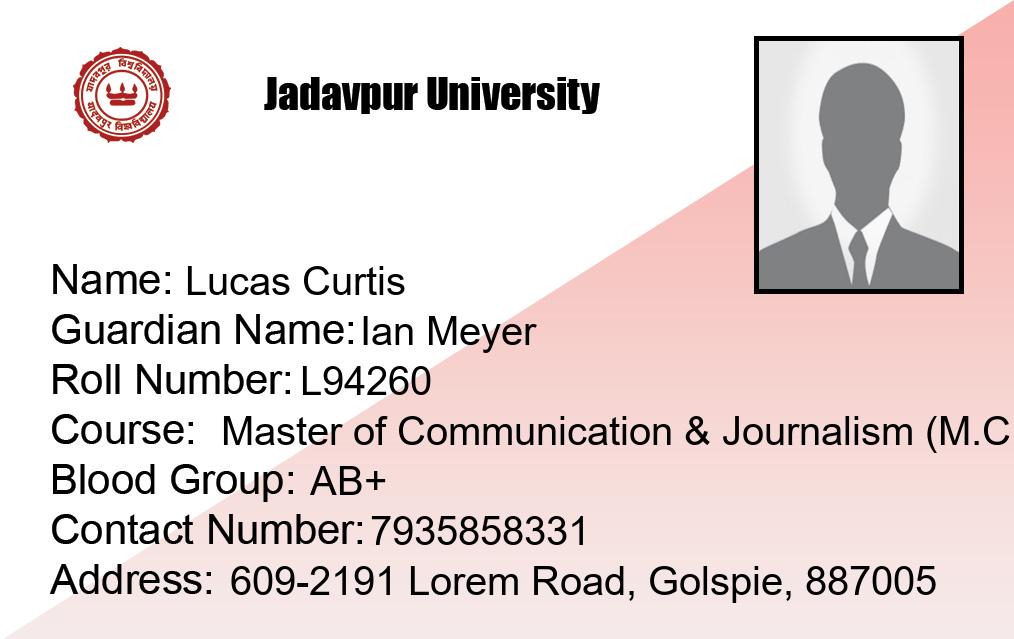 যাদবপুর বিশ্ববিদ্যালয়
Jadavpur University
Name: Lucas Curtis
Guardian Name: Ian Meyer
Roll Number: L94260
Course: Master of Communication & Journalism (M.C
Blood Group: AB+
Contact Number: 7935858331
Address: 609-2191 Lorem Road, Golspie, 887005